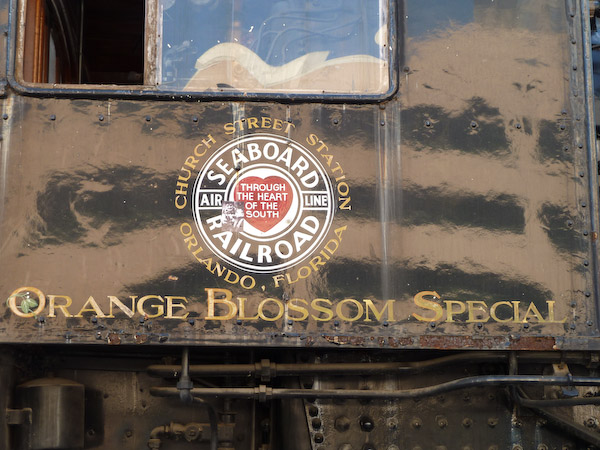 CHURCH STREET STATION
SEABOARD
AIR LINE
RAILROAD
THROUGH
THE HEART
OF THE
SOUTH
ORLANDO, FLORIDA
ORANGE BLOSSOM SPECIAL